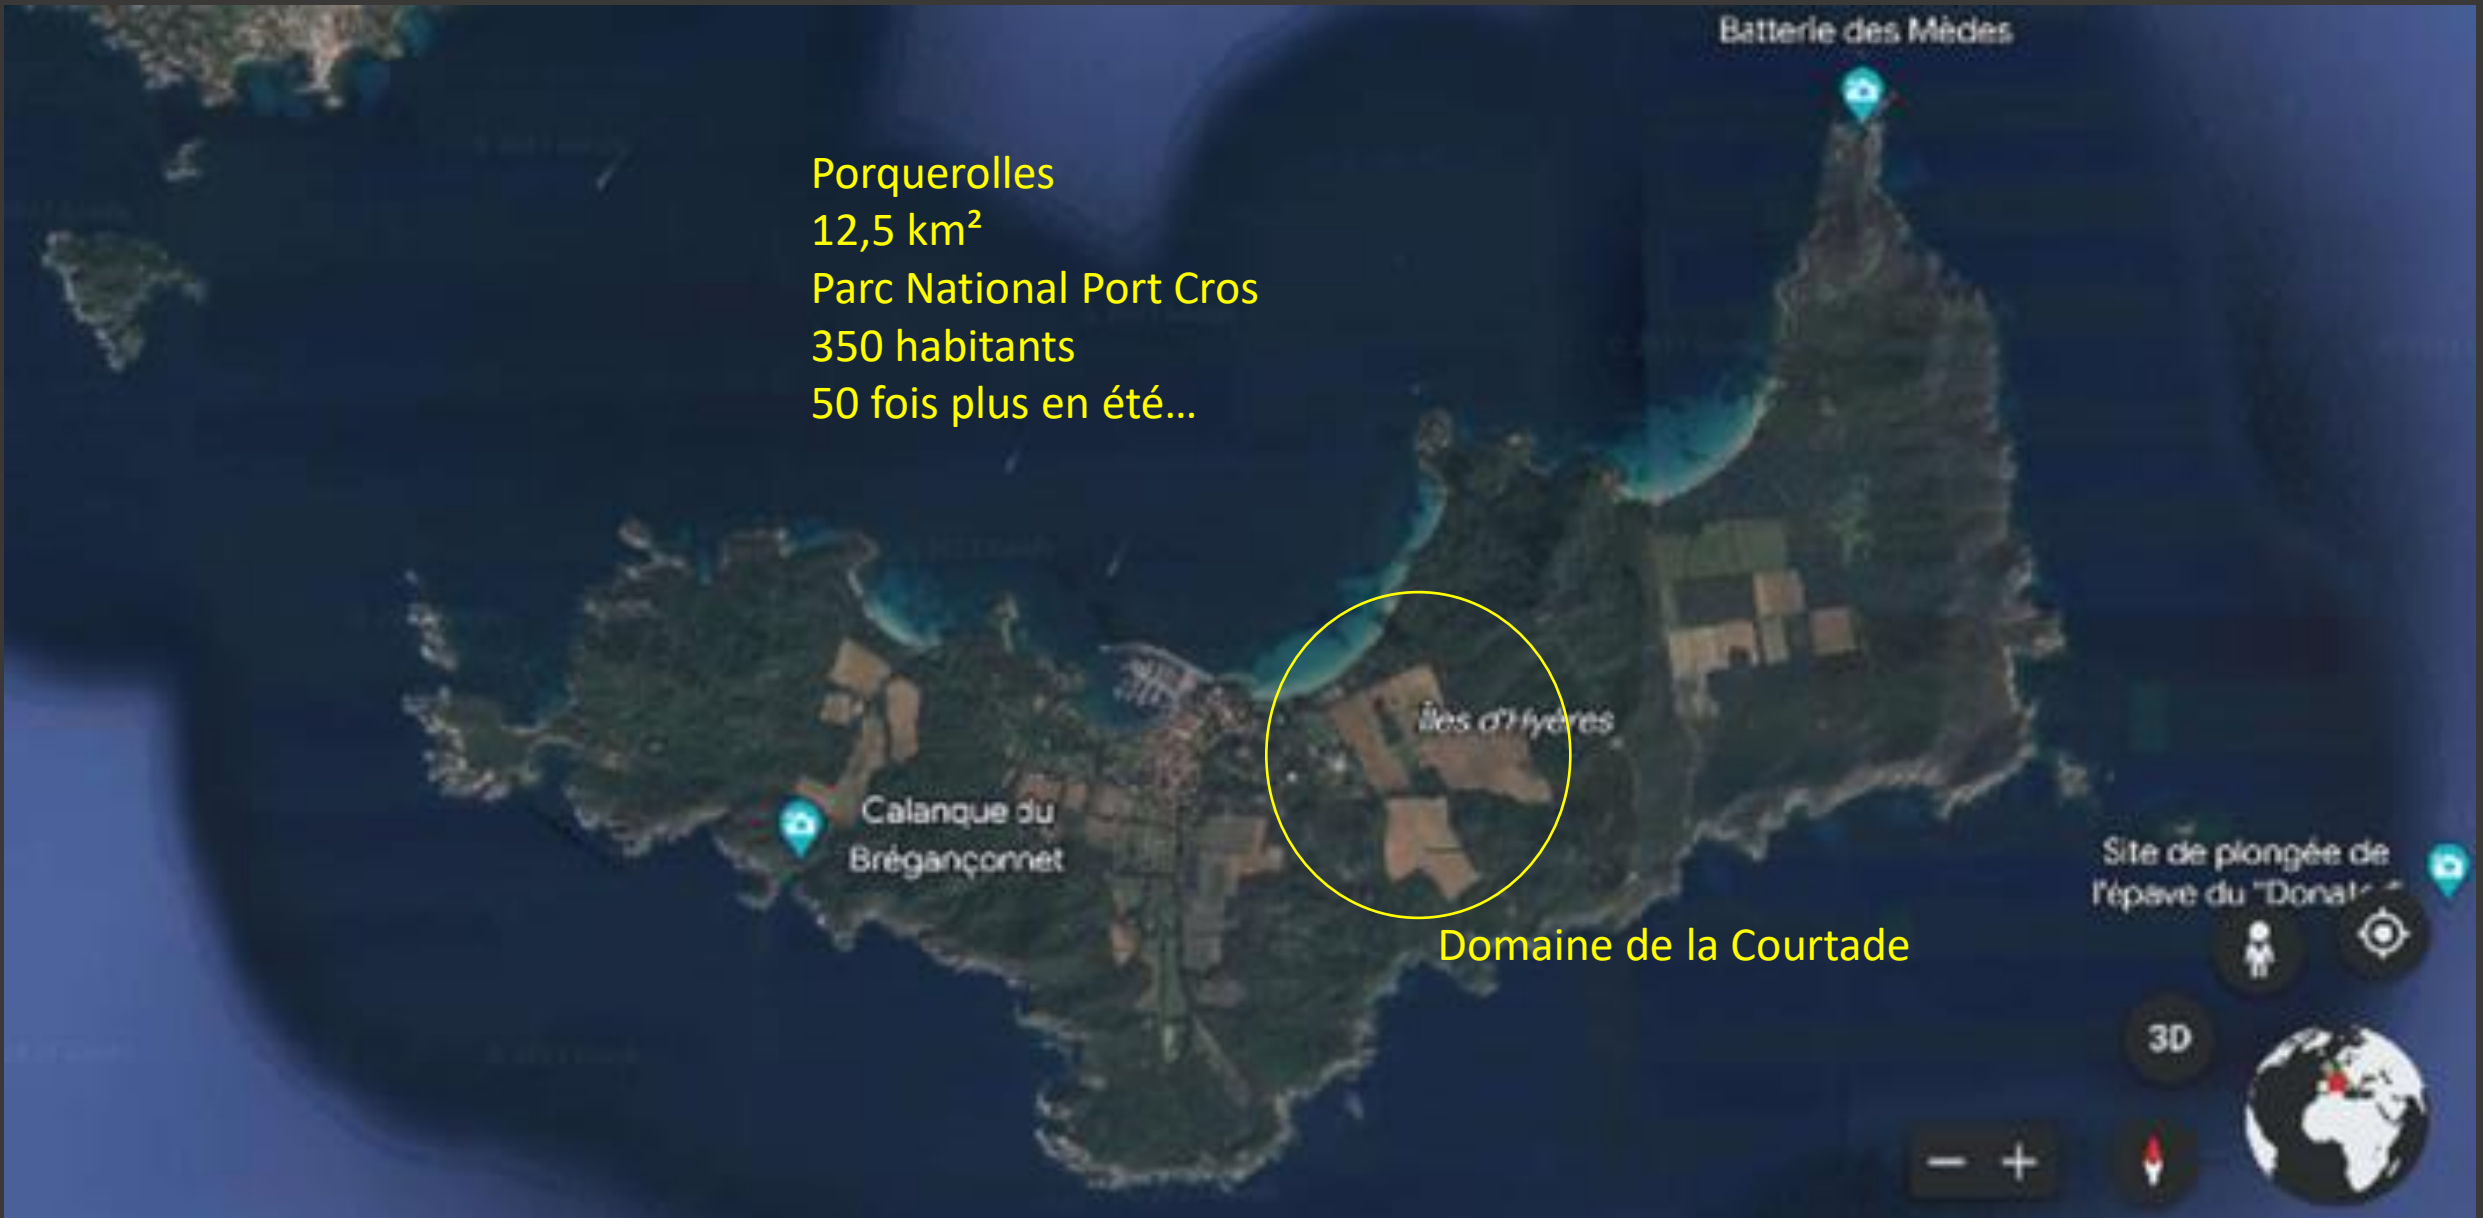 Batterie des Mèdes
Porquerolles
12,5 km²
Parc National Port Cros
350 habitants
50 fois plus en été...
Îles d'Hyères
Calanque du
Brégançonnet
Site de plongée de
l'épave du "Donat
Domaine de la Courtade
3D